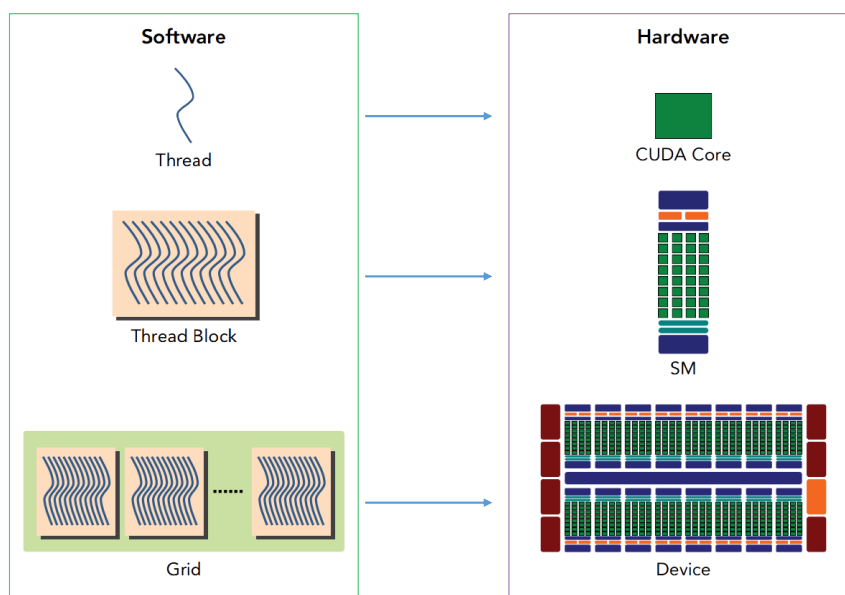 Software
Hardware
Thread
CUDA Core
Thread Block
SM
Grid
Device